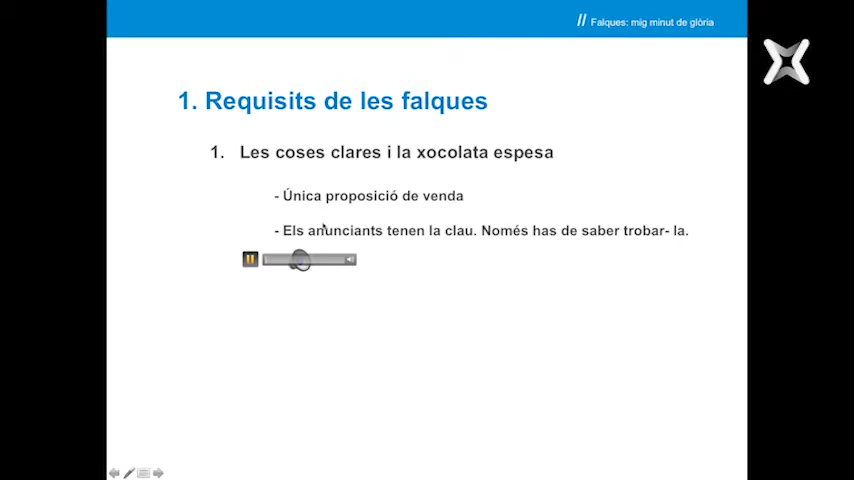 // Falques: mig minut de glòria
1. Requisits de les falques
1. Les coses clares i la xocolata espesa
- Única proposició de venda
- Els anunciants tenen la clau. Només has de saber trobar- la.